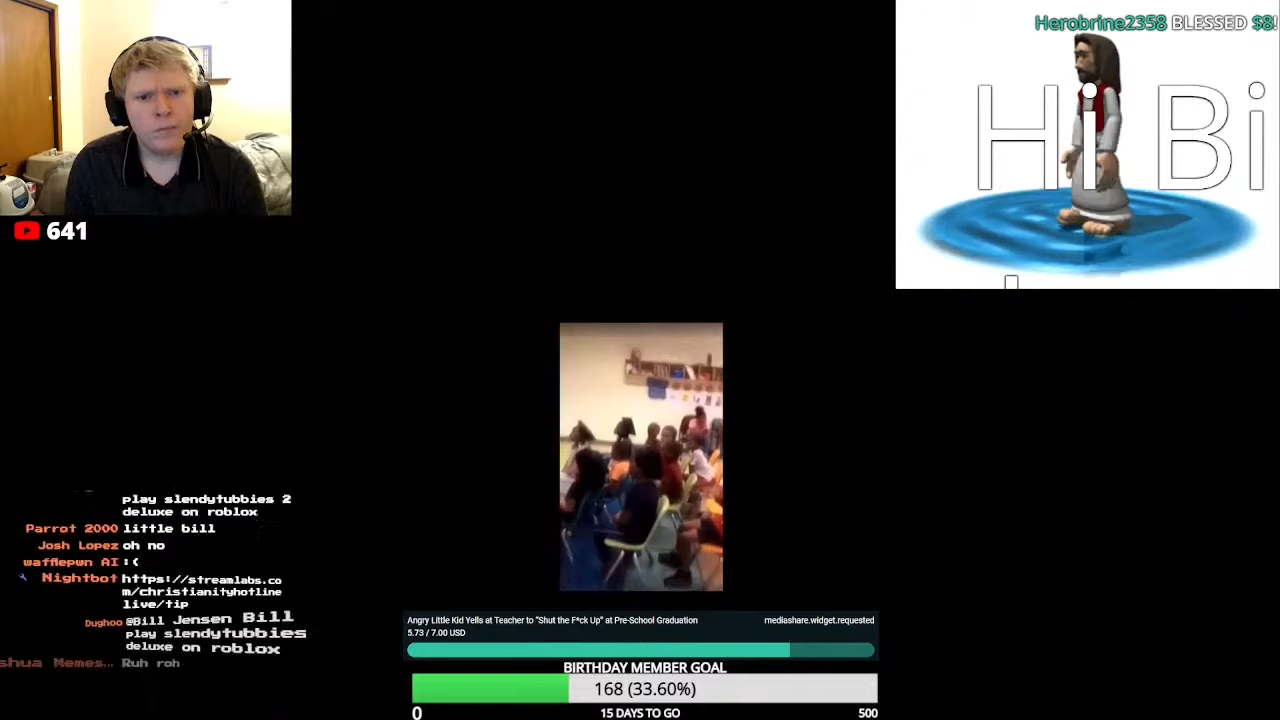 Herobrine2358 BLESSED $8!
Hi Bi
641
play slendytubbies 2
deluxe on roblox
Parrot 2000 little bill
Josh Lopez oh no
wafflepwn AI :(
Nightbot https://streamlabs.co
m/christianityhotline
live/tip
Dughoo @Bill Jensen Bill
play slendytubbies
deluxe on roblox
shua Memes... Ruh roh
Angry Little Kid Yells at Teacher to "Shut the F*ck Up" at Pre-School Graduation
mediashare.widget.requested
5.73 / 7.00 USD
BIRTHDAY MEMBER GOAL
168 (33.60%)
0 15 DAYS TO GO 500